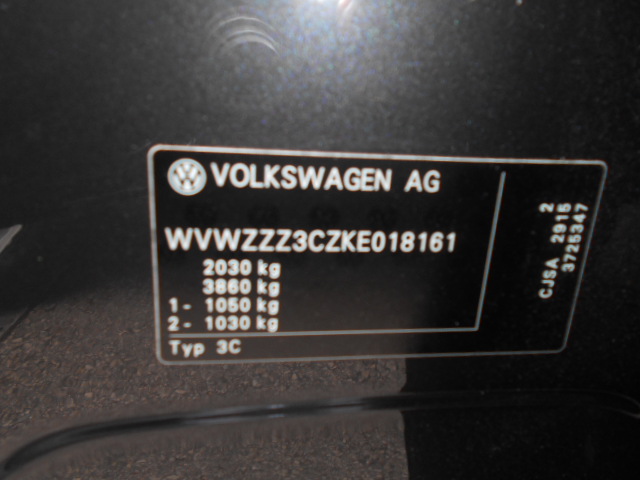 VOLKSWAGEN AG
WVWZZZ3CZKE018161
2030 kg
3860 kg
1- 1050 kg
2- 1030 kg
Typ 3C
2
CJSA 2915
3725347